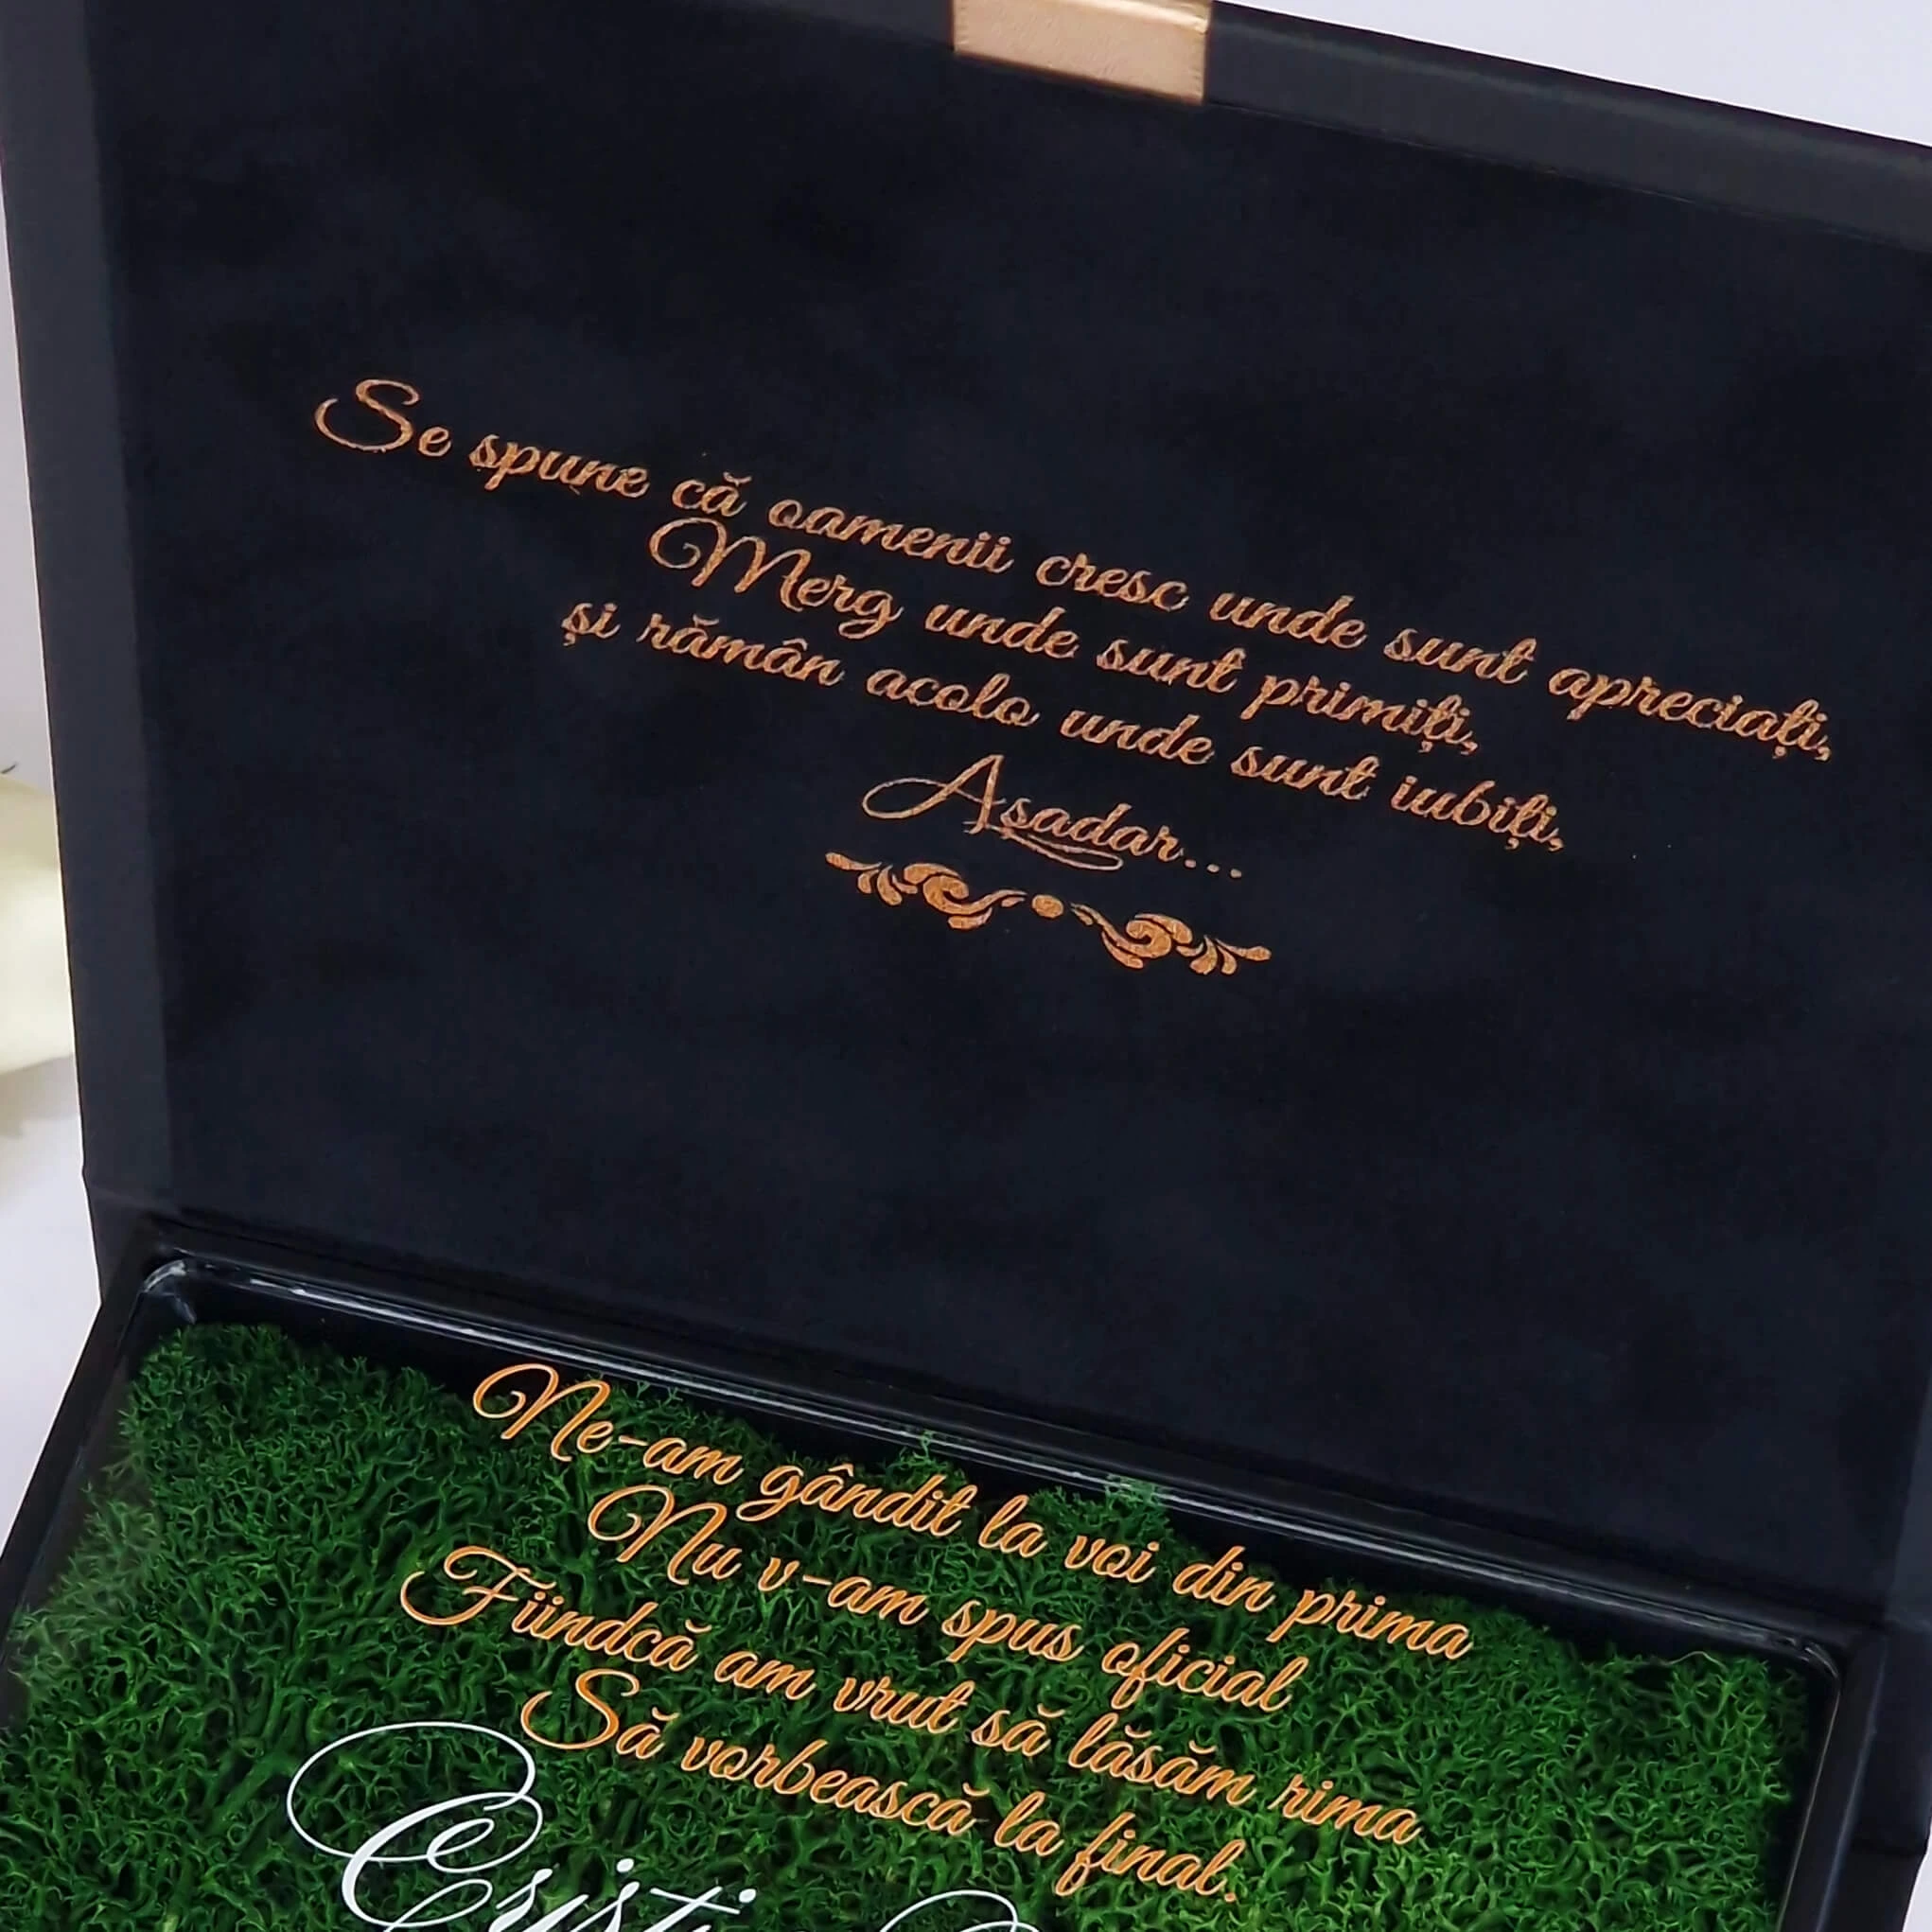 Se spune că oamenii cresc unde sunt apreciați,
Merg unde sunt primiți,
și rămân acolo unde sunt iubiți,
Așadar...
Ne-am gândit la voi din prima
Nu v-am spus oficial
Fiindcă am vrut să lăsăm rima
Să vorbească la final.
Cristi